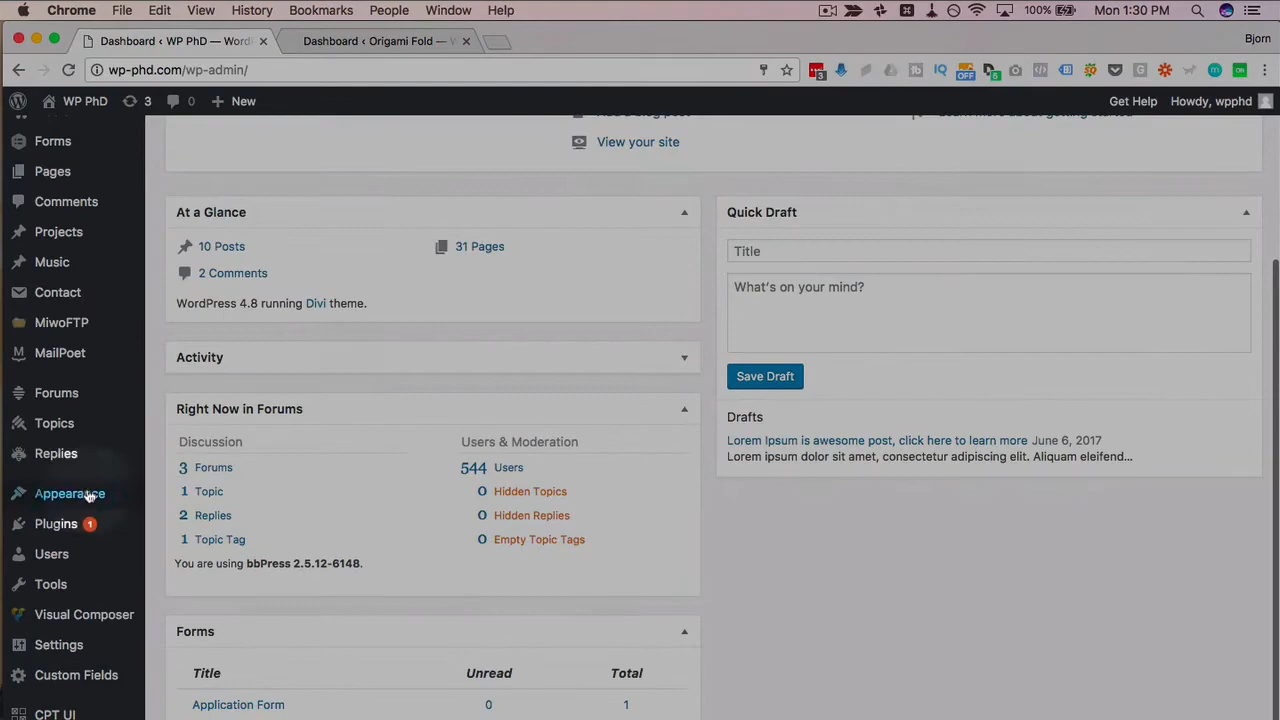 Chrome File Edit View History Bookmarks People Window Help 100% Mon 1:30 PM
Dashboard ‹ WP PhD — Word Dashboard ‹ Origami Fold — Bjorn
wp-phd.com/wp-admin/
WP PhD 3 0 + New Get Help Howdy, wpphd
Forms
Pages
Comments
Projects
Music
Contact
MiwoFTP
MailPoet
Forums
Topics
Replies
Appearance
Plugins 1
Users
Tools
Visual Composer
Settings
Custom Fields
CPT UI
Add a blog post
Learn more about getting started
View your site
At a Glance
10 Posts 31 Pages
2 Comments
WordPress 4.8 running Divi theme.
Activity
Right Now in Forums
Discussion Users & Moderation
3 Forums 544 Users
1 Topic 0 Hidden Topics
2 Replies 0 Hidden Replies
1 Topic Tag 0 Empty Topic Tags
You are using bbPress 2.5.12-6148.
Forms
Title Unread Total
Application Form 0 1
Quick Draft
Title
What's on your mind?
Save Draft
Drafts
Lorem Ipsum is awesome post, click here to learn more June 6, 2017
Lorem ipsum dolor sit amet, consectetur adipiscing elit. Aliquam eleifend...